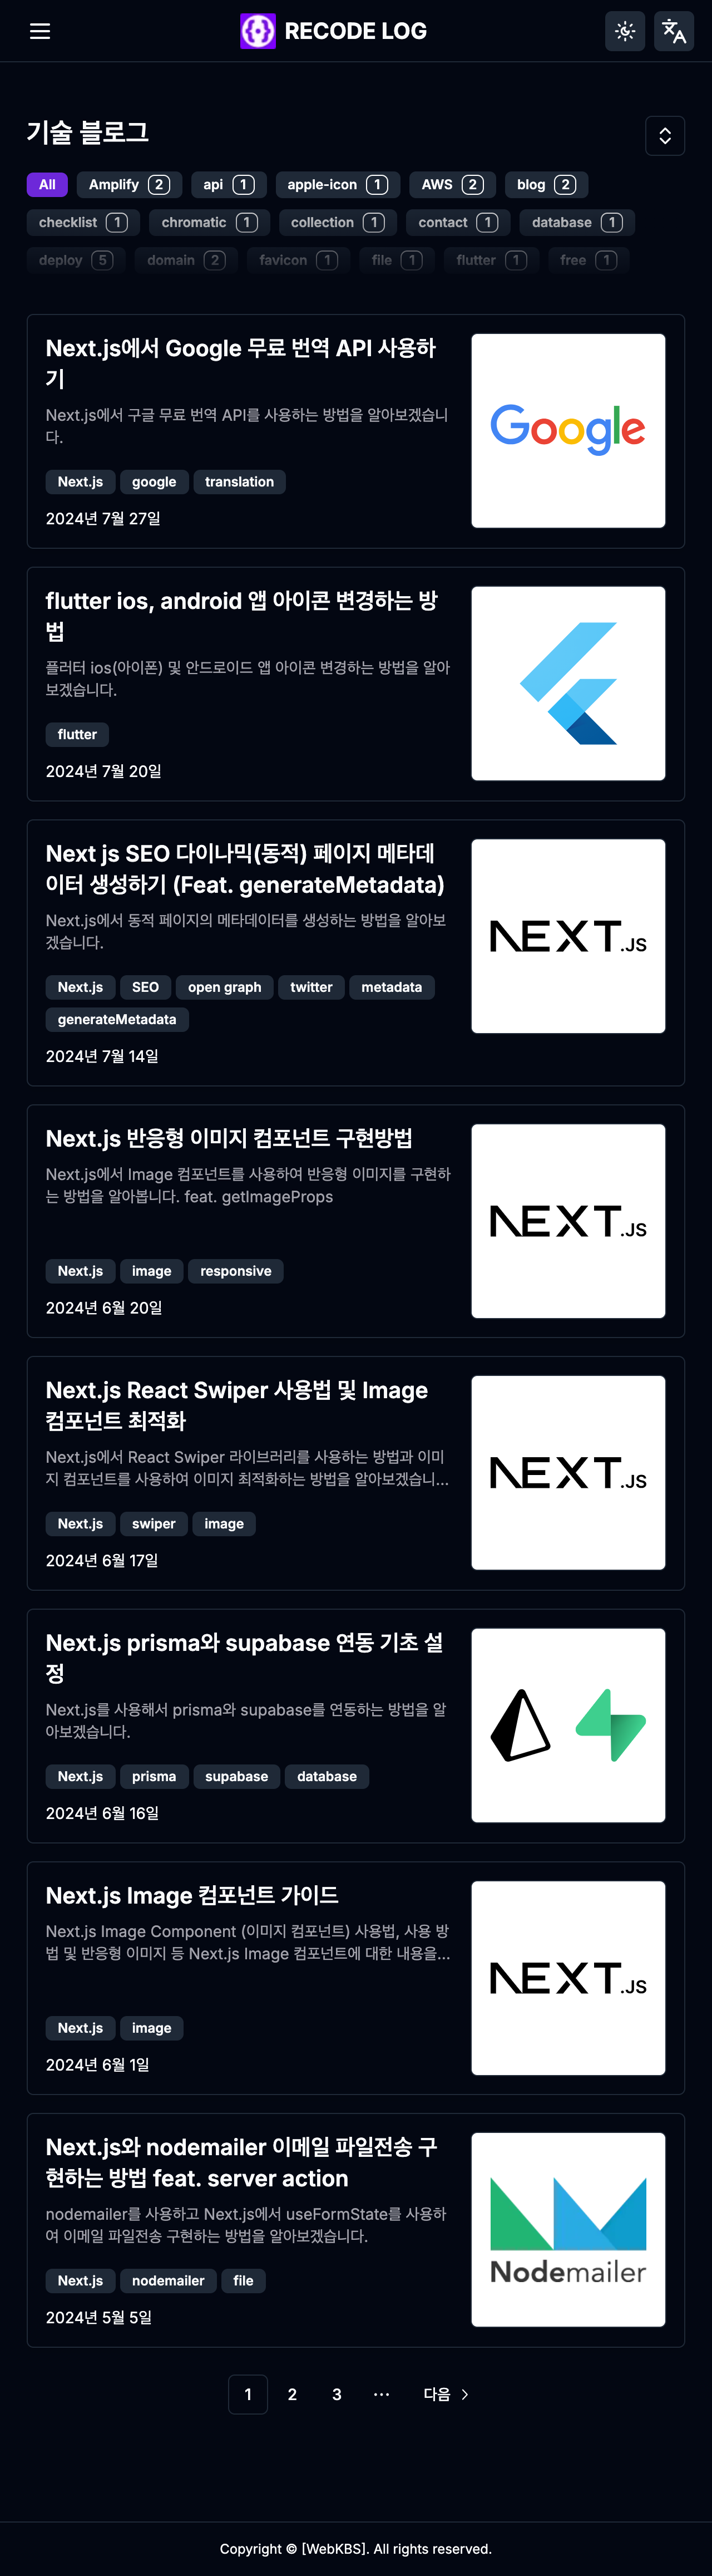 RECODE LOG
기술 블로그
All Amplify 2 api 1 apple-icon 1 AWS 2 blog 2
checklist 1 chromatic 1 collection 1 contact 1 database 1
deploy 5 domain 2 favicon 1 file 1 flutter 1 free 1
Next.js에서 Google 무료 번역 API 사용하
기
Next.js에서 구글 무료 번역 API를 사용하는 방법을 알아보겠습니
다.
Next.js google translation
2024년 7월 27일
Google
flutter ios, android 앱 아이콘 변경하는 방
법
플러터 ios(아이폰) 및 안드로이드 앱 아이콘 변경하는 방법을 알아
보겠습니다.
flutter
2024년 7월 20일
Next js SEO 다이나믹(동적) 페이지 메타데
이터 생성하기 (Feat. generateMetadata)
Next.js에서 동적 페이지의 메타데이터를 생성하는 방법을 알아보
겠습니다.
Next.js SEO open graph twitter metadata
generateMetadata
2024년 7월 14일
NEXT.JS
Next.js 반응형 이미지 컴포넌트 구현방법
Next.js에서 Image 컴포넌트를 사용하여 반응형 이미지를 구현하
는 방법을 알아봅니다. feat. getImageProps
Next.js image responsive
2024년 6월 20일
NEXT.JS
Next.js React Swiper 사용법 및 Image
컴포넌트 최적화
Next.js에서 React Swiper 라이브러리를 사용하는 방법과 이미
지 컴포넌트를 사용하여 이미지 최적화하는 방법을 알아보겠습니...
Next.js swiper image
2024년 6월 17일
NEXT.JS
Next.js prisma와 supabase 연동 기초 설
정
Next.js를 사용해서 prisma와 supabase를 연동하는 방법을 알
아보겠습니다.
Next.js prisma supabase database
2024년 6월 16일
Next.js Image 컴포넌트 가이드
Next.js Image Component (이미지 컴포넌트) 사용법, 사용 방
법 및 반응형 이미지 등 Next.js Image 컴포넌트에 대한 내용을...
Next.js image
2024년 6월 1일
NEXT.JS
Next.js와 nodemailer 이메일 파일전송 구
현하는 방법 feat. server action
nodemailer를 사용하고 Next.js에서 useFormState를 사용하
여 이메일 파일전송 구현하는 방법을 알아보겠습니다.
Next.js nodemailer file
2024년 5월 5일
Nodemailer
1 2 3 ... 다음
Copyright © [WebKBS]. All rights reserved.